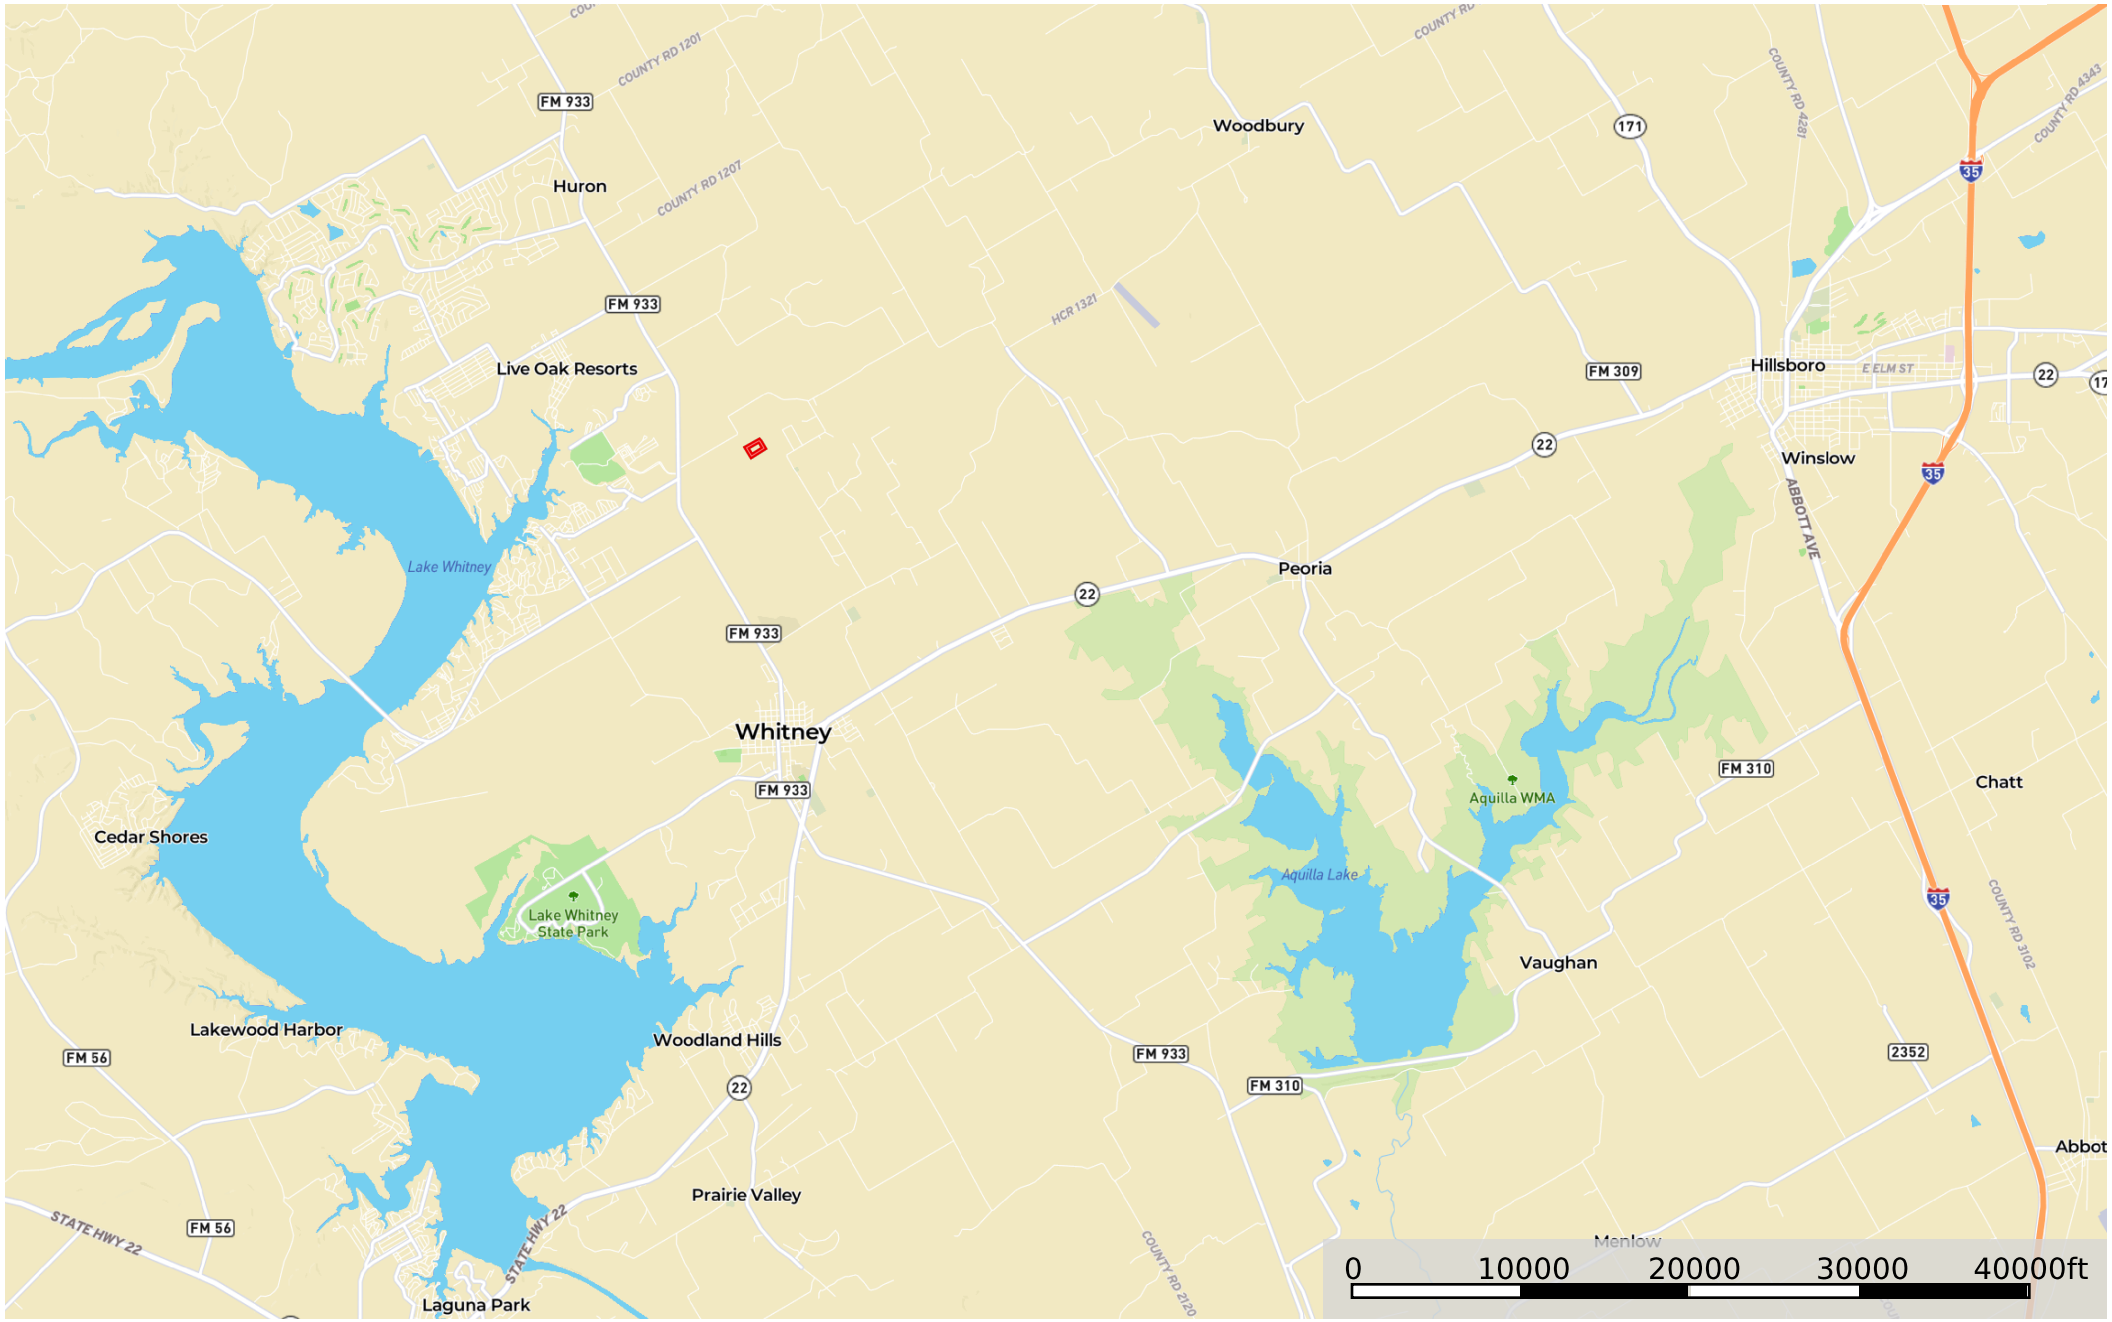 COUNTY RD
COUNTY RD 1201
COUNTY RD 4281
COUNTY RD 4343
FM 933
Woodbury
171
35
Huron
COUNTY RD 1207
FM 933
HCR 1321
Live Oak Resorts
FM 309
Hillsboro
E ELM ST
22
17
22
Winslow
35
ABBOTT AVE
Lake Whitney
Peoria
22
FM 933
Whitney
FM 310
Chatt
FM 933
Aquilla WMA
Cedar Shores
Aquilla Lake
35
COUNTY RD 3102
Lake Whitney
State Park
Vaughan
Lakewood Harbor
Woodland Hills
FM 56
FM 933
2352
FM 310
22
Abbot
Prairie Valley
FM 56
STATE HWY 22
STATE HWY 22
COUNTY RD 2120
Menlow
Laguna Park
0 10000 20000 30000 40000ft